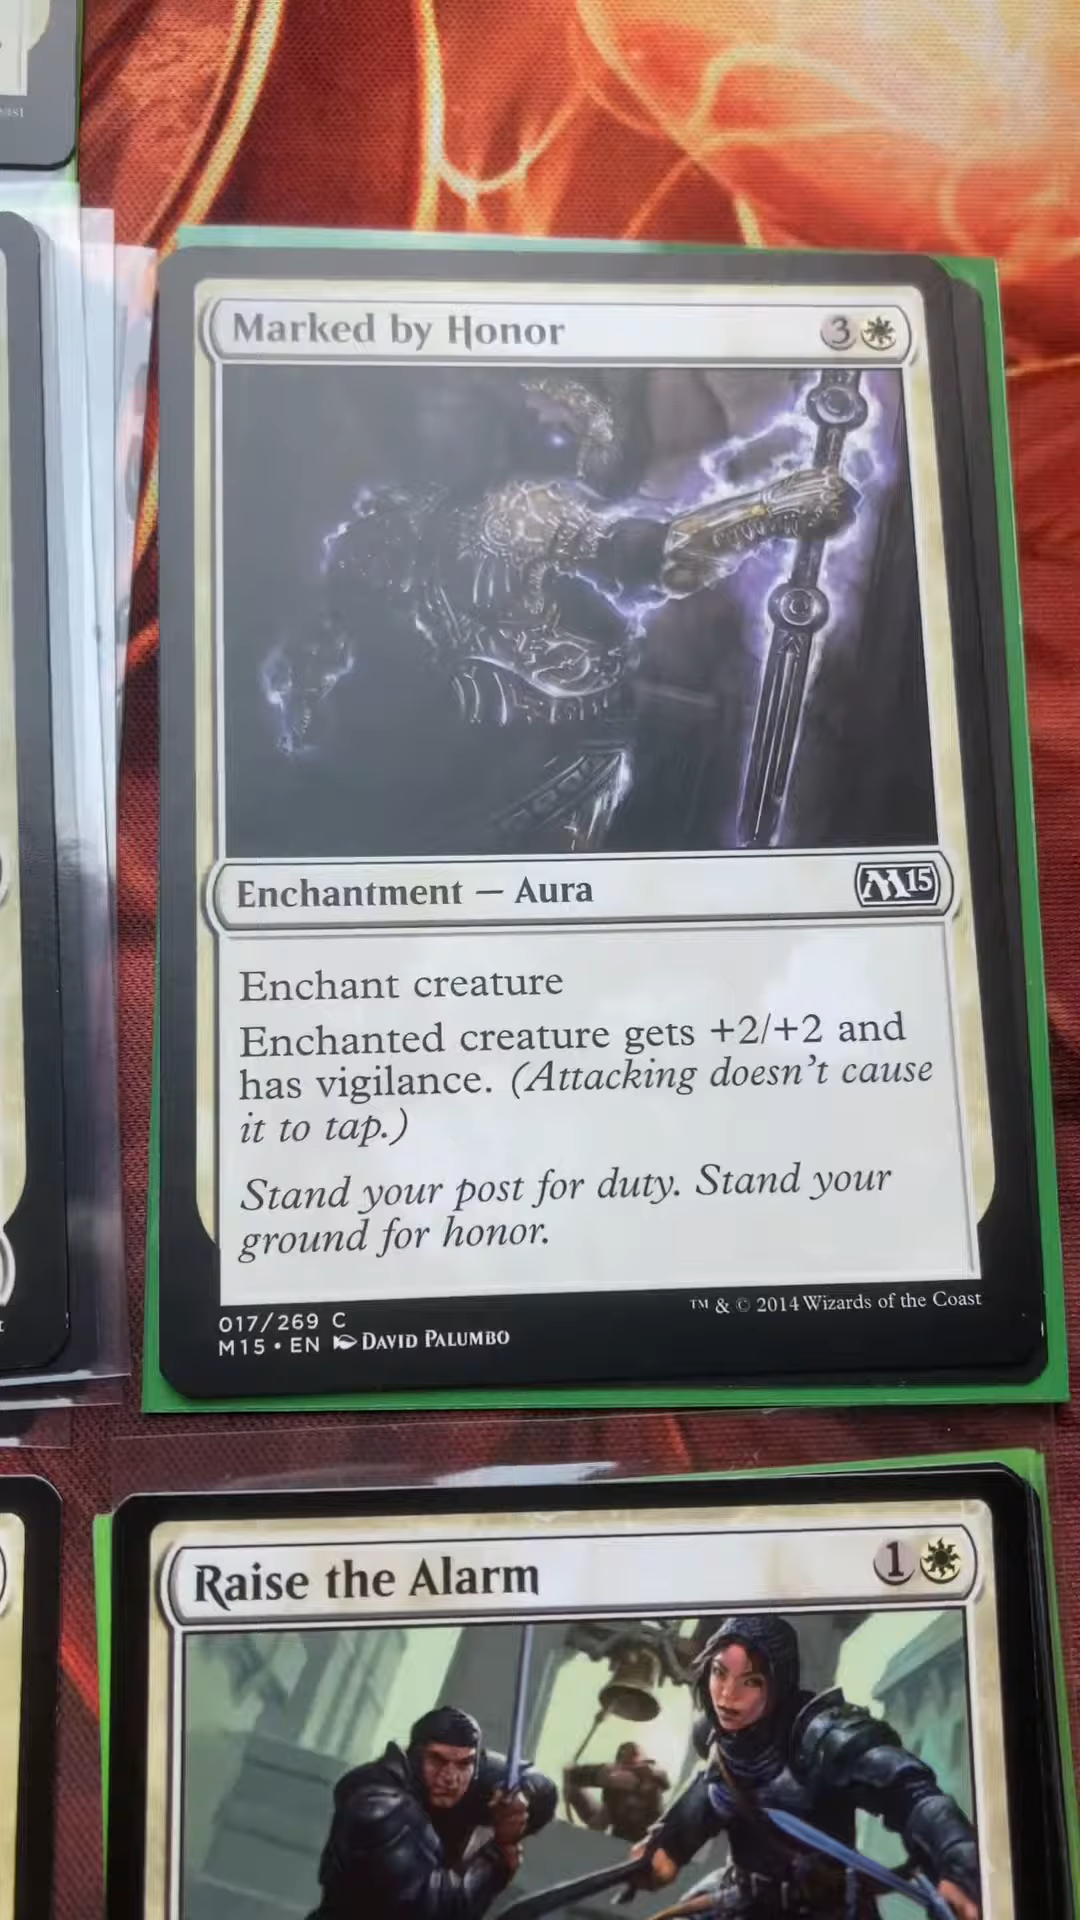 Marked by Honor
3
Enchantment — Aura
M15
Enchant creature
Enchanted creature gets +2/+2 and
has vigilance. (Attacking doesn't cause
it to tap.)
Stand your post for duty. Stand your
ground for honor.
017/269 C
M15 • EN DAVID PALUMBO
™ & © 2014 Wizards of the Coast
Raise the Alarm
1